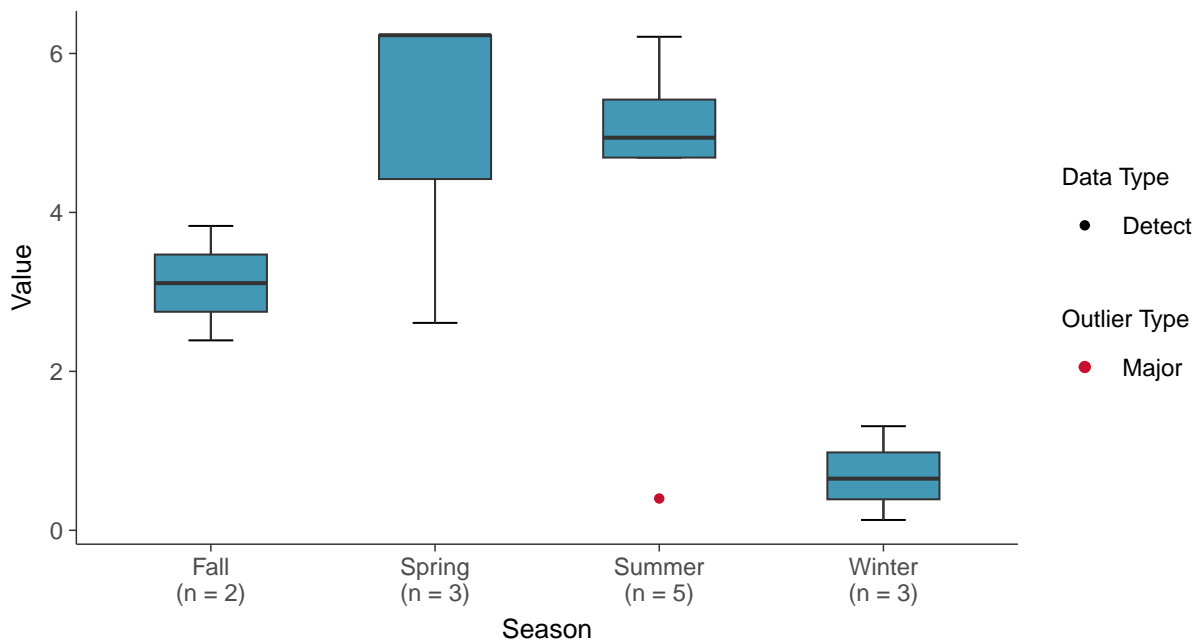 6
4
2
0
Value
Fall
(n = 2)
Spring
(n = 3)
Summer
(n = 5)
Winter
(n = 3)
Season
Data Type
Detect
Outlier Type
Major